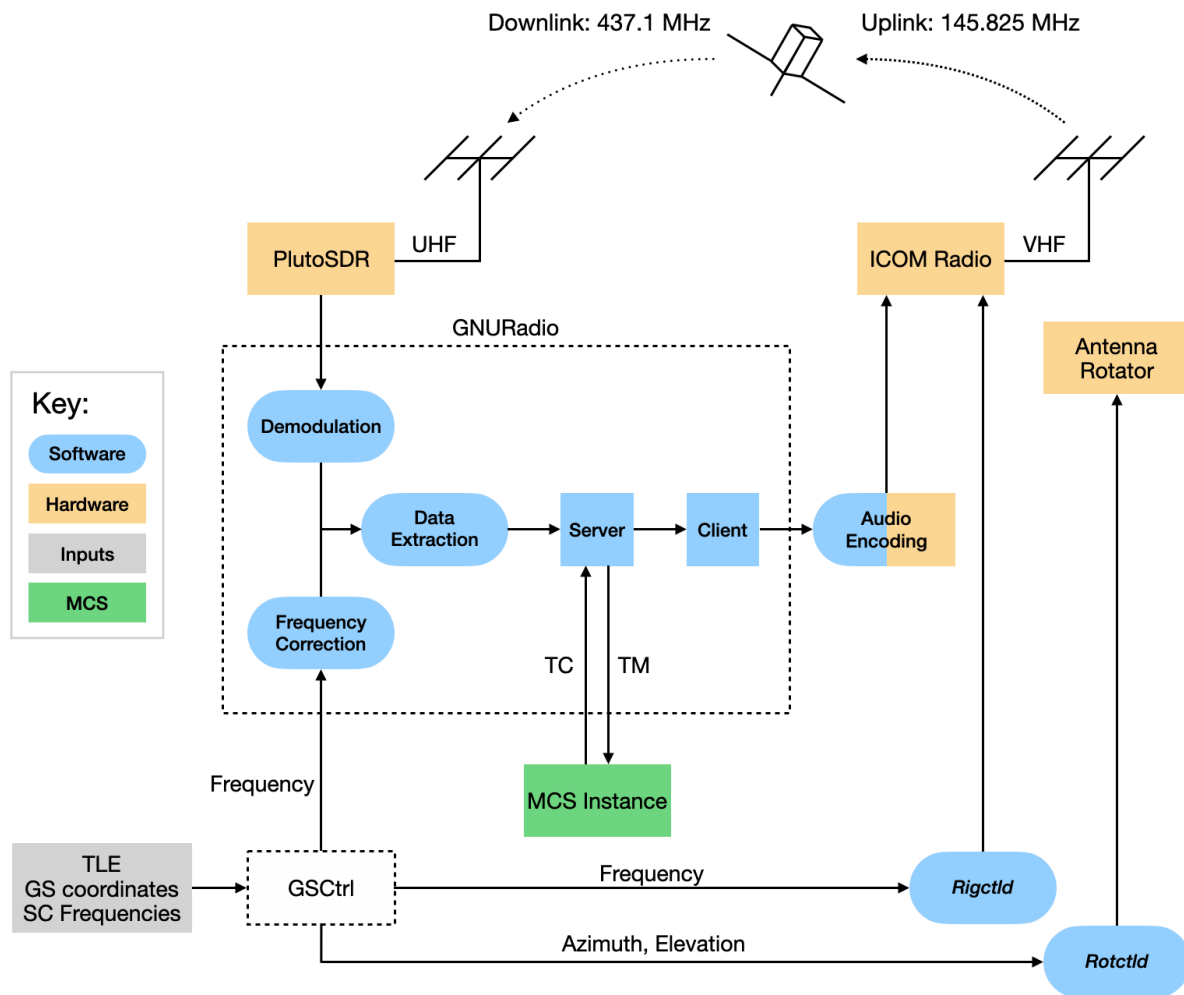 Downlink: 437.1 MHz
Uplink: 145.825 MHz
PlutoSDR
UHF
ICOM Radio
VHF
GNURadio
Antenna
Rotator
Key:
Software
Hardware
Inputs
MCS
Demodulation
Data
Extraction
Server
Client
Audio
Encoding
Frequency
Correction
TC
TM
MCS Instance
Frequency
TLE
GS coordinates
SC Frequencies
GSCtrl
Frequency
Rigctld
Azimuth, Elevation
Rotctld